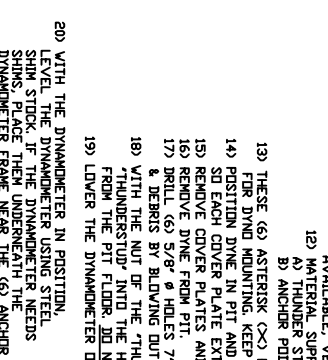 AVAILABLE, V
12) MATERIAL SUP
A) THUNDER ST
B) ANCHOR POI
13) THESE (6) ASTERISK (X)
FOR DYNO MOUNTING. KEEP
14) POSITION DYNE IN PIT AND
SO EACH COVER PLATE EXT
15) REMOVE COVER PLATES AN
16) REMOVE DYNE FROM PIT.
17) DRILL (6) 5/8" Ø HOLES 7"
& DEBRIS BY BLOWING OUT
18) WITH THE NUT OF THE "THU
"THUNDERSTUD" INTO THE H
FROM THE PIT FLOOR. DO N
19) LOWER THE DYNAMOMETER O
20) WITH THE DYNAMOMETER IN POSITION,
LEVEL THE DYNAMOMETER USING STEEL
SHIM STOCK. IF THE DYNAMOMETER NEEDS
SHIMS, PLACE THEM UNDERNEATH THE
DYNAMOMETER FRAME NEAR THE (6) ANCHOR